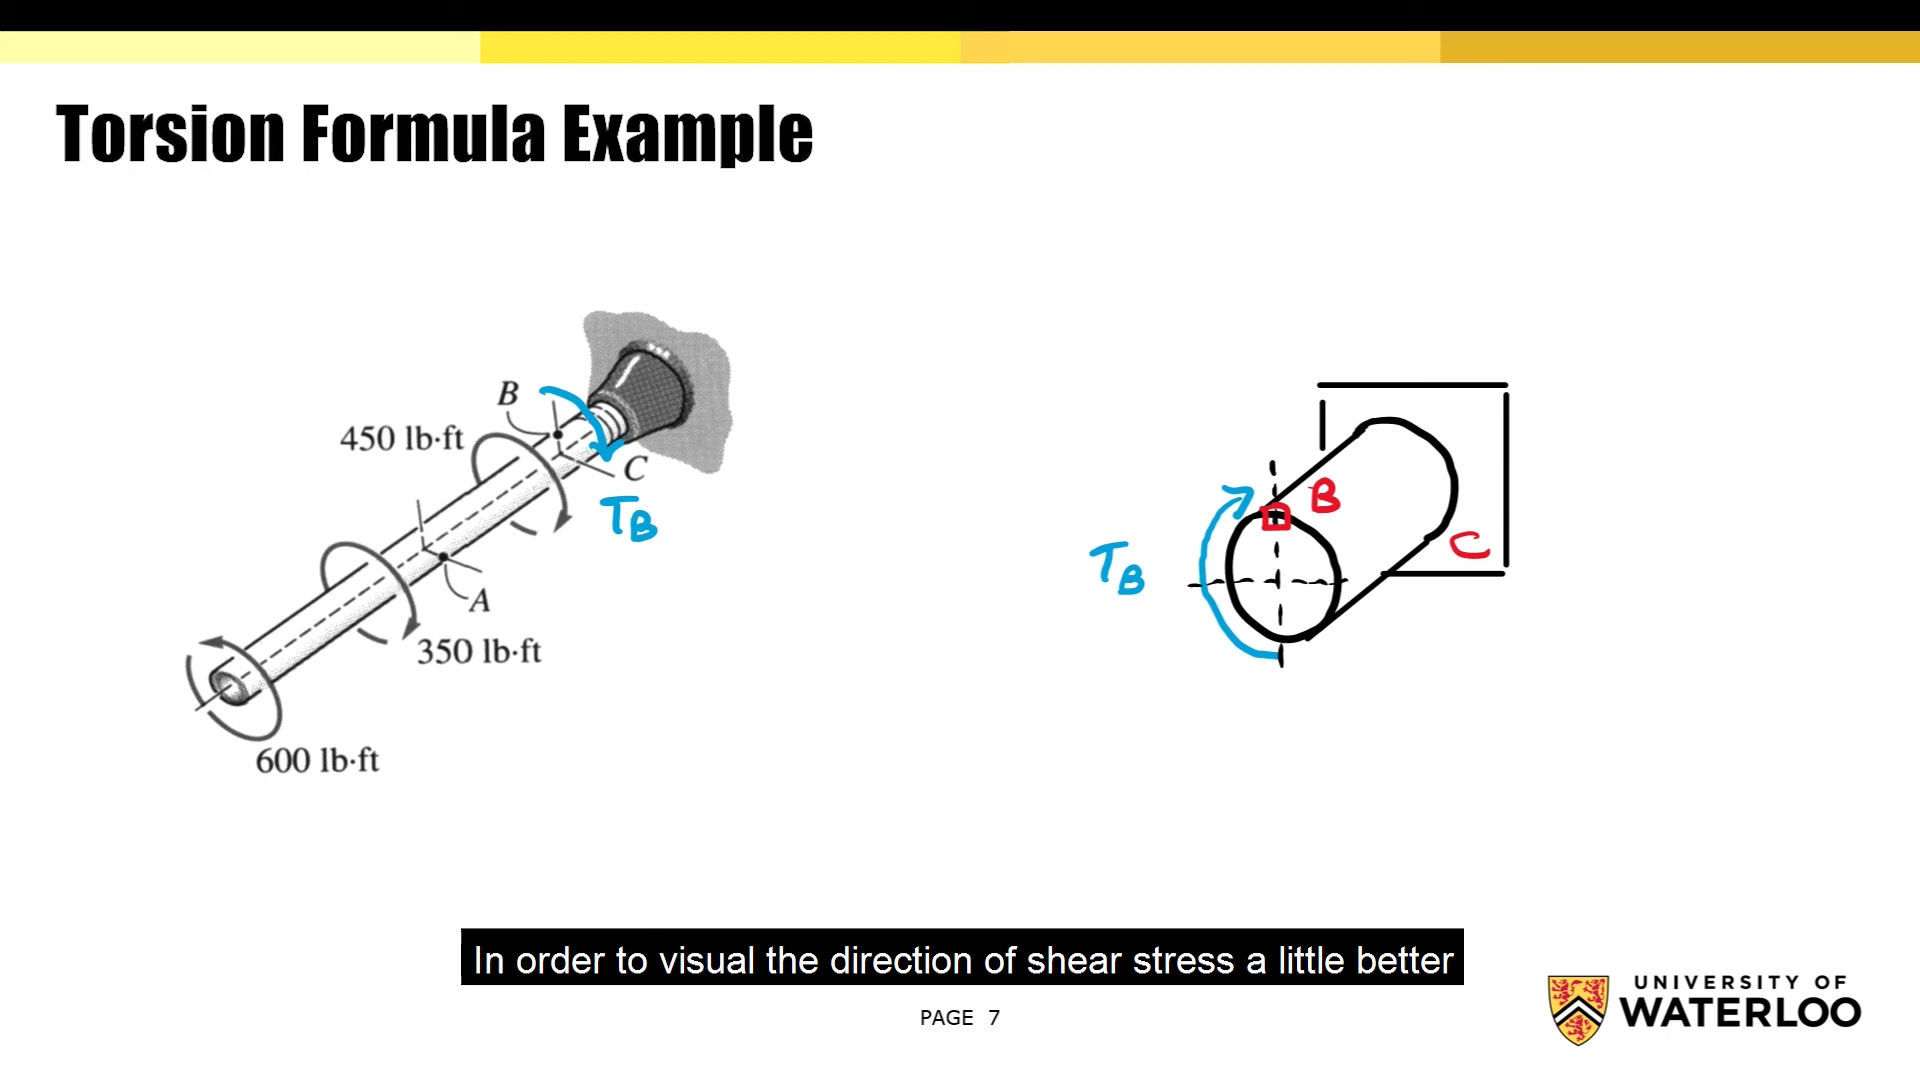 Torsion Formula Example
B
450 lb·ft
C
T_B
A
350 lb·ft
600 lb·ft
B
C
T_B
In order to visual the direction of shear stress a little better
PAGE 7
UNIVERSITY OF
WATERLOO